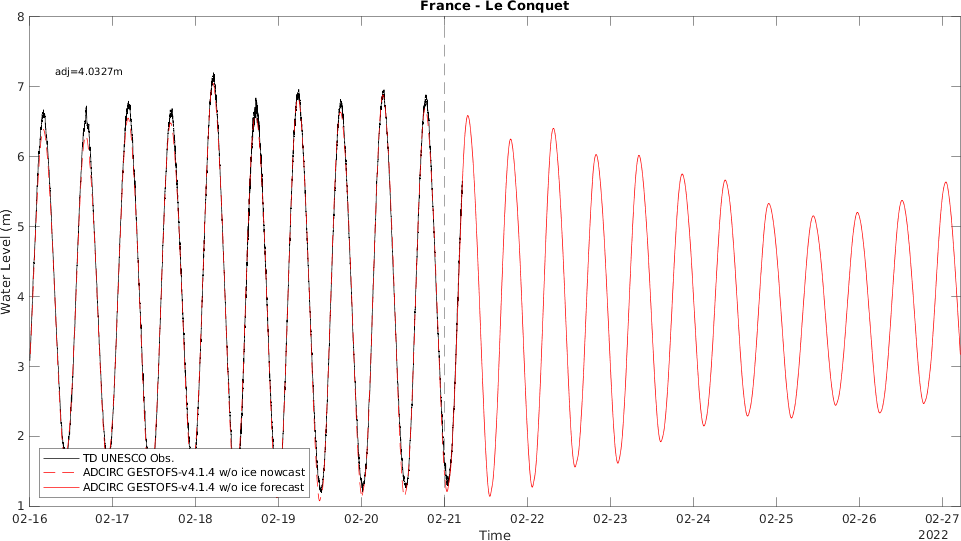 France - Le Conquet
8
adj=4.0327m
7
6
5
4
3
2
1
Water Level (m)
TD UNESCO Obs.
ADCIRC GESTOFS-v4.1.4 w/o ice nowcast
ADCIRC GESTOFS-v4.1.4 w/o ice forecast
02-16 02-17 02-18 02-19 02-20 02-21 02-22 02-23 02-24 02-25 02-26 02-27
Time
2022